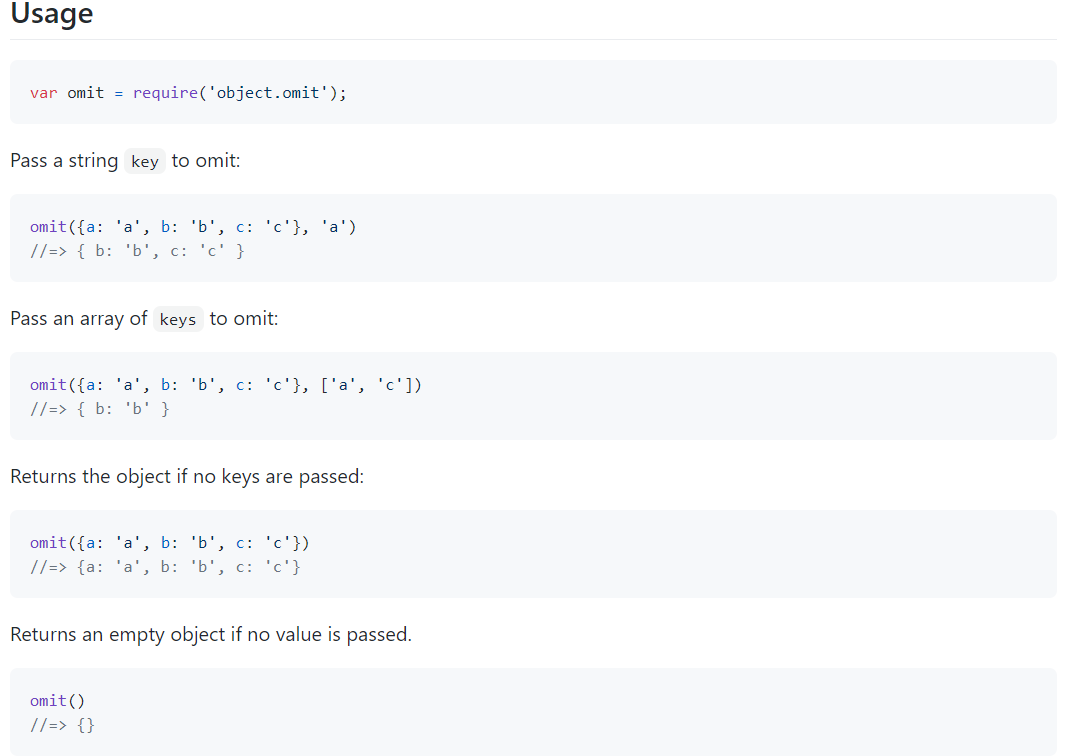 Usage
var omit = require('object.omit');
Pass a string key to omit:
omit({a: 'a', b: 'b', c: 'c'}, 'a')
//=> { b: 'b', c: 'c' }
Pass an array of keys to omit:
omit({a: 'a', b: 'b', c: 'c'}, ['a', 'c'])
//=> { b: 'b' }
Returns the object if no keys are passed:
omit({a: 'a', b: 'b', c: 'c'})
//=> {a: 'a', b: 'b', c: 'c'}
Returns an empty object if no value is passed.
omit()
//=> {}